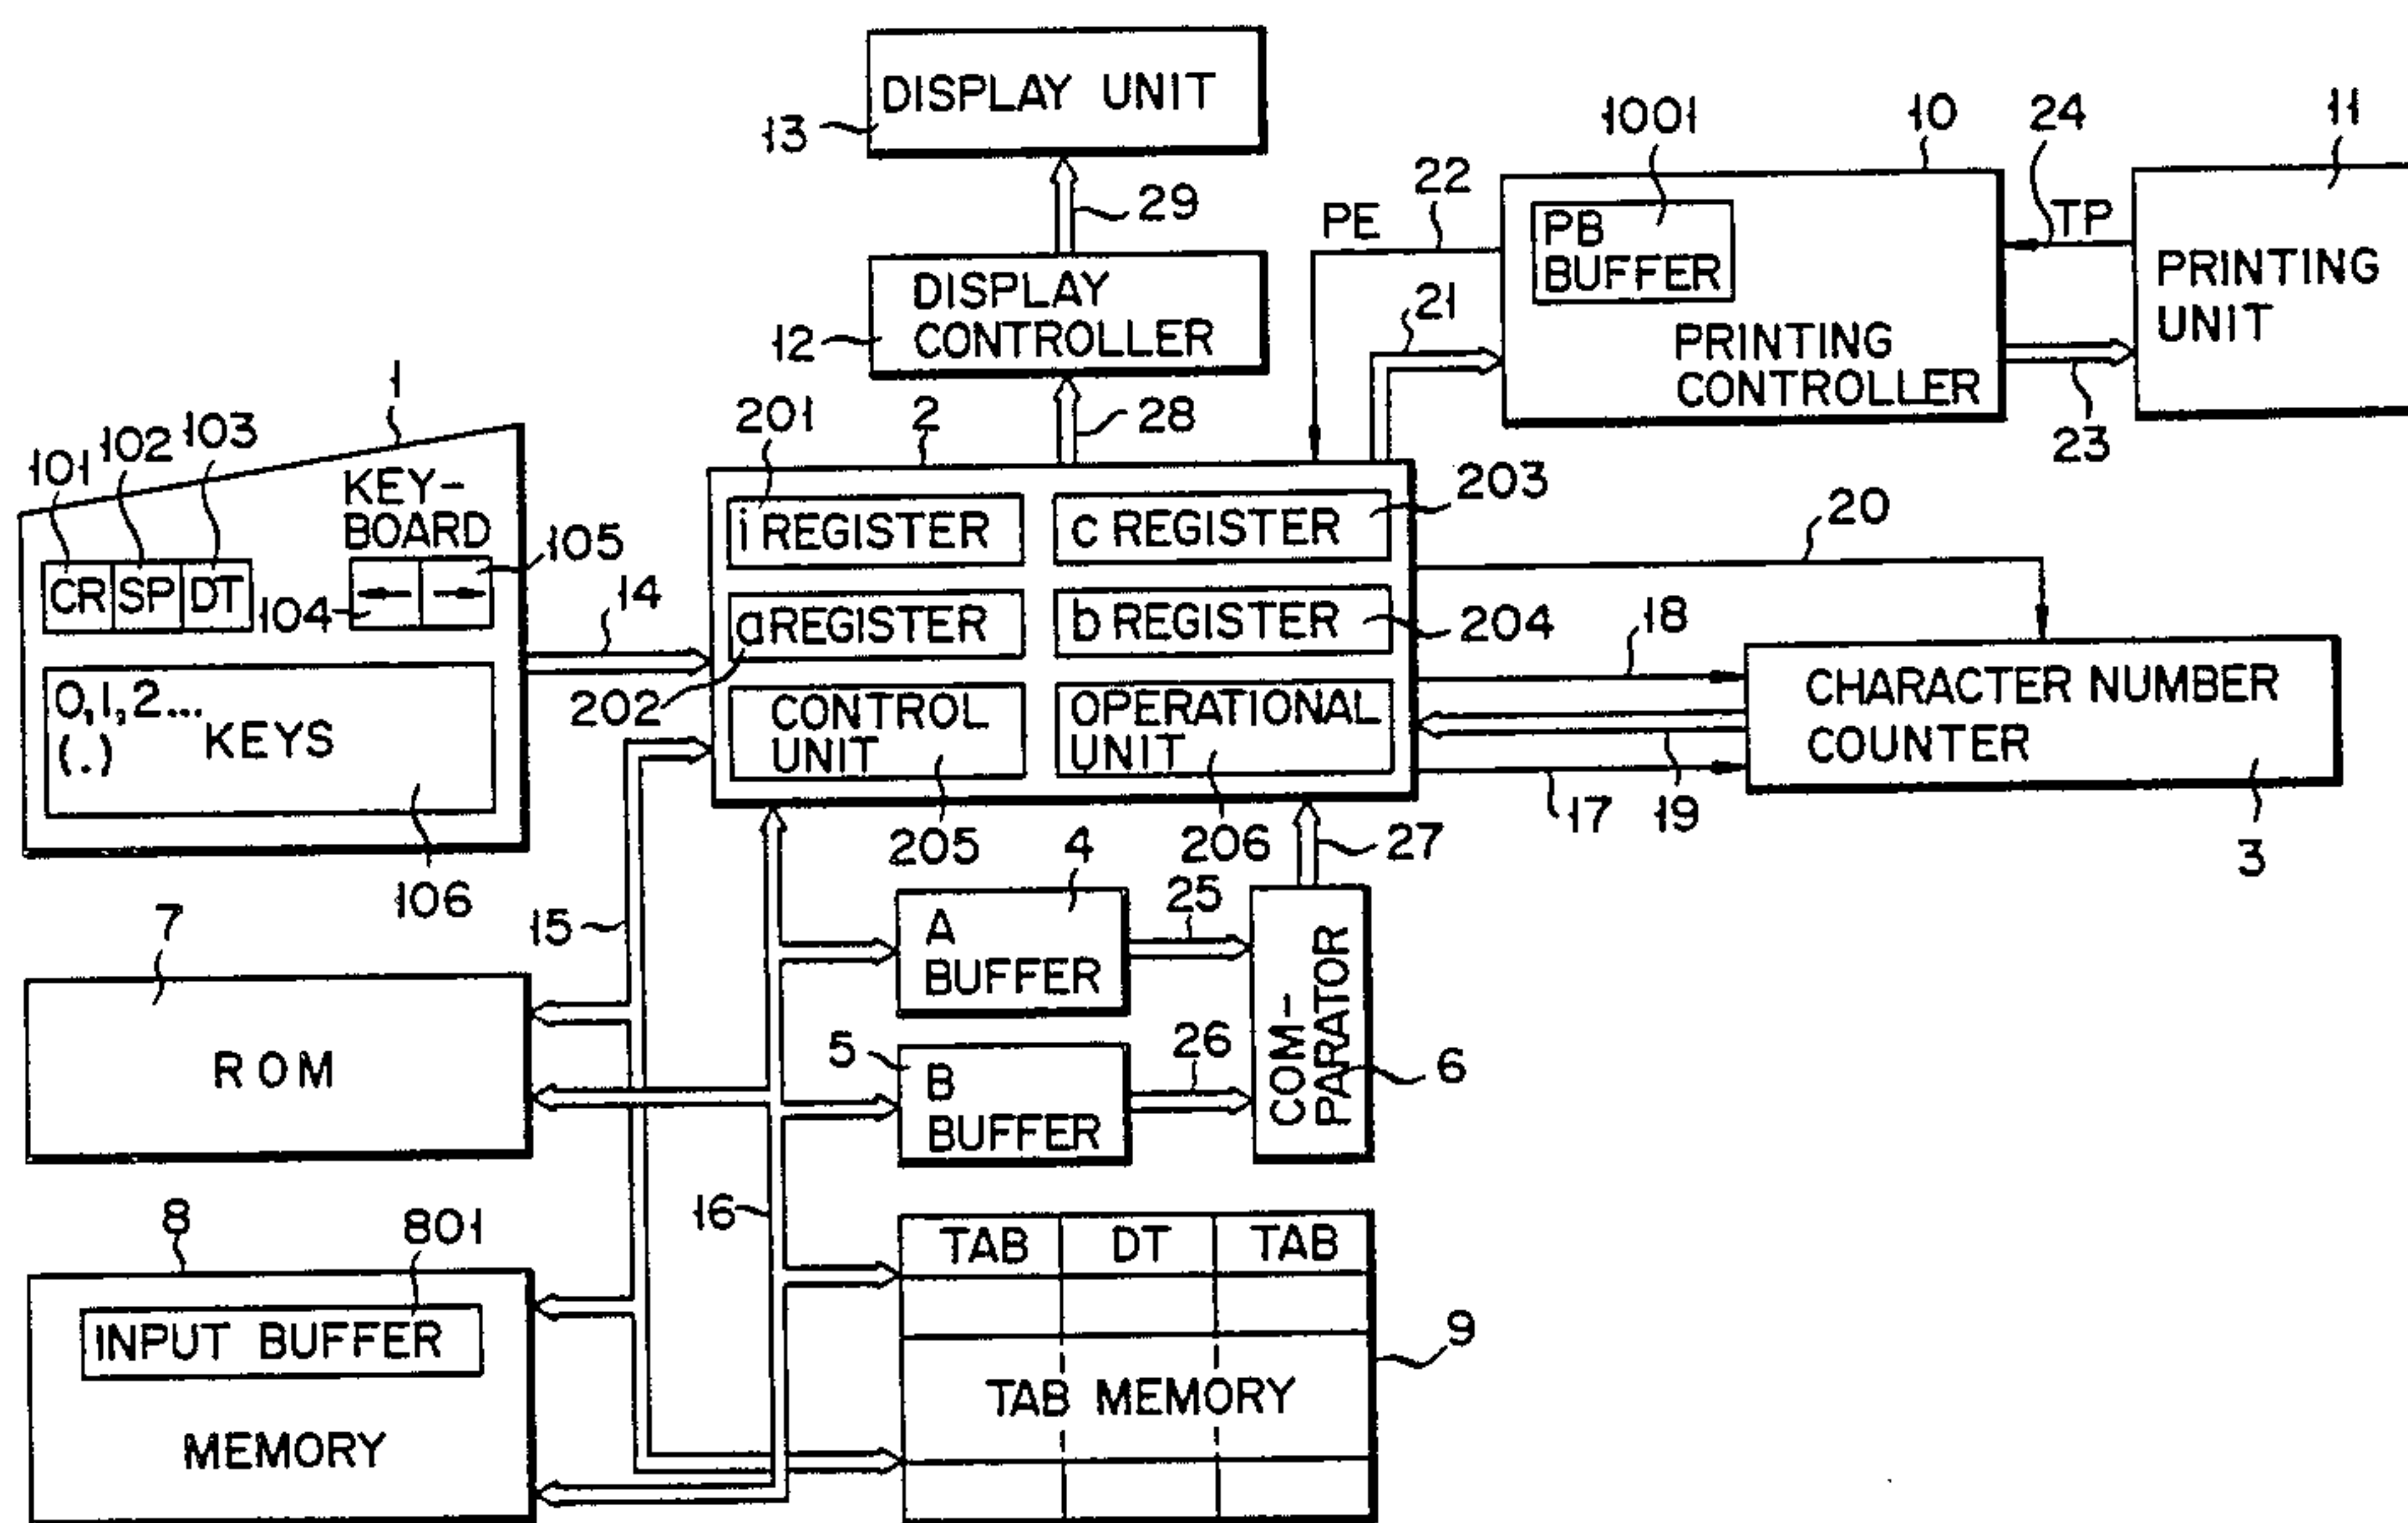 DISPLAY UNIT
13
29
DISPLAY
CONTROLLER
12
28
1001
10
24
11
PE
22
PB
BUFFER
TP
PRINTING
UNIT
21
PRINTING
CONTROLLER
23
1
101
102
103
KEY-
BOARD
CR
SP
DT
104
← →
105
14
0,1,2...
(.)
KEYS
106
201
2
i REGISTER
c REGISTER
203
a REGISTER
b REGISTER
202
204
CONTROL
UNIT
OPERATIONAL
UNIT
205
206
20
18
CHARACTER NUMBER
COUNTER
17
19
3
27
7
ROM
15
4
A
BUFFER
25
5
B
BUFFER
26
COM-
PARATOR
6
8
801
INPUT BUFFER
MEMORY
16
TAB
DT
TAB
TAB MEMORY
9